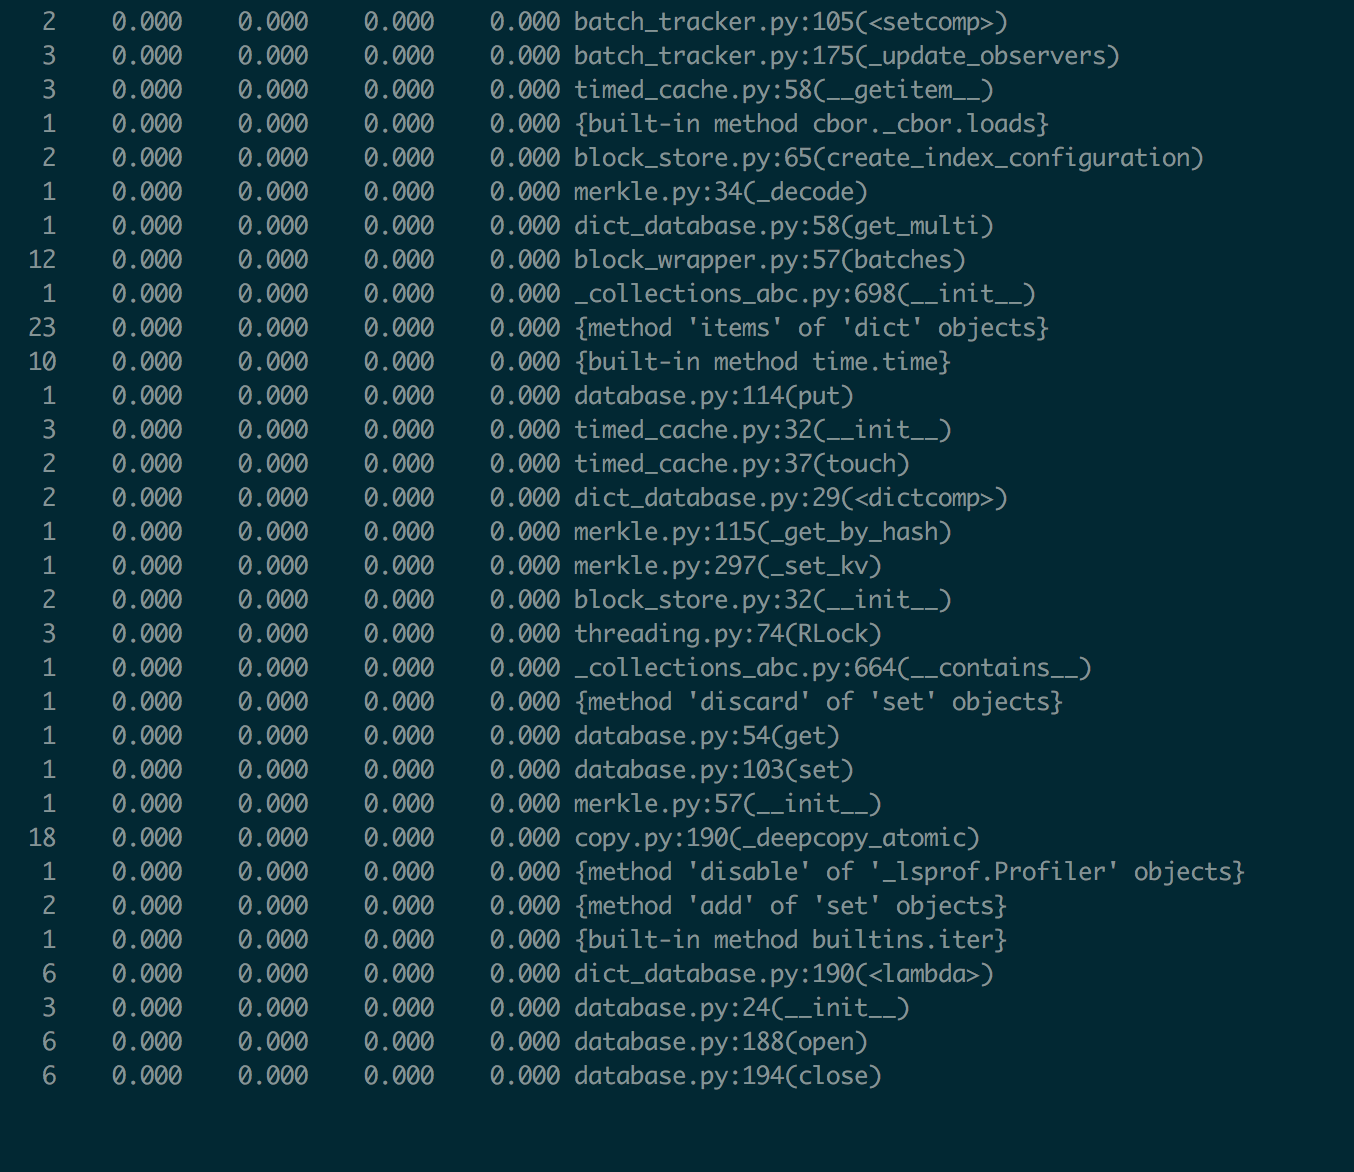 2 0.000 0.000 0.000 0.000 batch_tracker.py:105(<setcomp>)
3 0.000 0.000 0.000 0.000 batch_tracker.py:175(_update_observers)
3 0.000 0.000 0.000 0.000 timed_cache.py:58(__getitem__)
1 0.000 0.000 0.000 0.000 {built-in method cbor._cbor.loads}
2 0.000 0.000 0.000 0.000 block_store.py:65(create_index_configuration)
1 0.000 0.000 0.000 0.000 merkle.py:34(_decode)
1 0.000 0.000 0.000 0.000 dict_database.py:58(get_multi)
12 0.000 0.000 0.000 0.000 block_wrapper.py:57(batches)
1 0.000 0.000 0.000 0.000 _collections_abc.py:698(__init__)
23 0.000 0.000 0.000 0.000 {method 'items' of 'dict' objects}
10 0.000 0.000 0.000 0.000 {built-in method time.time}
1 0.000 0.000 0.000 0.000 database.py:114(put)
3 0.000 0.000 0.000 0.000 timed_cache.py:32(__init__)
2 0.000 0.000 0.000 0.000 timed_cache.py:37(touch)
2 0.000 0.000 0.000 0.000 dict_database.py:29(<dictcomp>)
1 0.000 0.000 0.000 0.000 merkle.py:115(_get_by_hash)
1 0.000 0.000 0.000 0.000 merkle.py:297(_set_kv)
2 0.000 0.000 0.000 0.000 block_store.py:32(__init__)
3 0.000 0.000 0.000 0.000 threading.py:74(RLock)
1 0.000 0.000 0.000 0.000 _collections_abc.py:664(__contains__)
1 0.000 0.000 0.000 0.000 {method 'discard' of 'set' objects}
1 0.000 0.000 0.000 0.000 database.py:54(get)
1 0.000 0.000 0.000 0.000 database.py:103(set)
1 0.000 0.000 0.000 0.000 merkle.py:57(__init__)
18 0.000 0.000 0.000 0.000 copy.py:190(_deepcopy_atomic)
1 0.000 0.000 0.000 0.000 {method 'disable' of '_lsprof.Profiler' objects}
2 0.000 0.000 0.000 0.000 {method 'add' of 'set' objects}
1 0.000 0.000 0.000 0.000 {built-in method builtins.iter}
6 0.000 0.000 0.000 0.000 dict_database.py:190(<lambda>)
3 0.000 0.000 0.000 0.000 database.py:24(__init__)
6 0.000 0.000 0.000 0.000 database.py:188(open)
6 0.000 0.000 0.000 0.000 database.py:194(close)